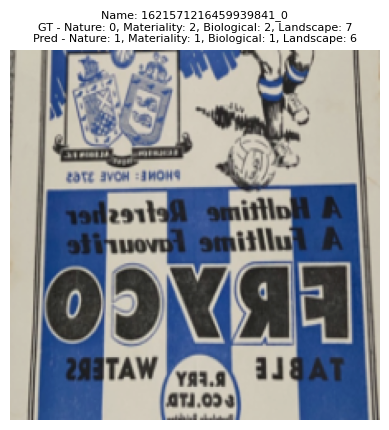 Name: 1621571216459939841_0
GT - Nature: 0, Materiality: 2, Biological: 2, Landscape: 7
Pred - Nature: 1, Materiality: 1, Biological: 1, Landscape: 6
PHONE: HOVE 3765
A Halftime Refresher
A Fulltime Favourite
FRYCO
TABLE WATERS
R.FRY
& CO. LTD.